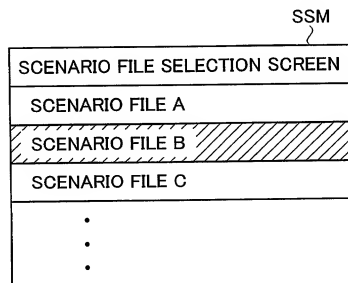 SSM
SCENARIO FILE SELECTION SCREEN
SCENARIO FILE A
SCENARIO FILE B
SCENARIO FILE C